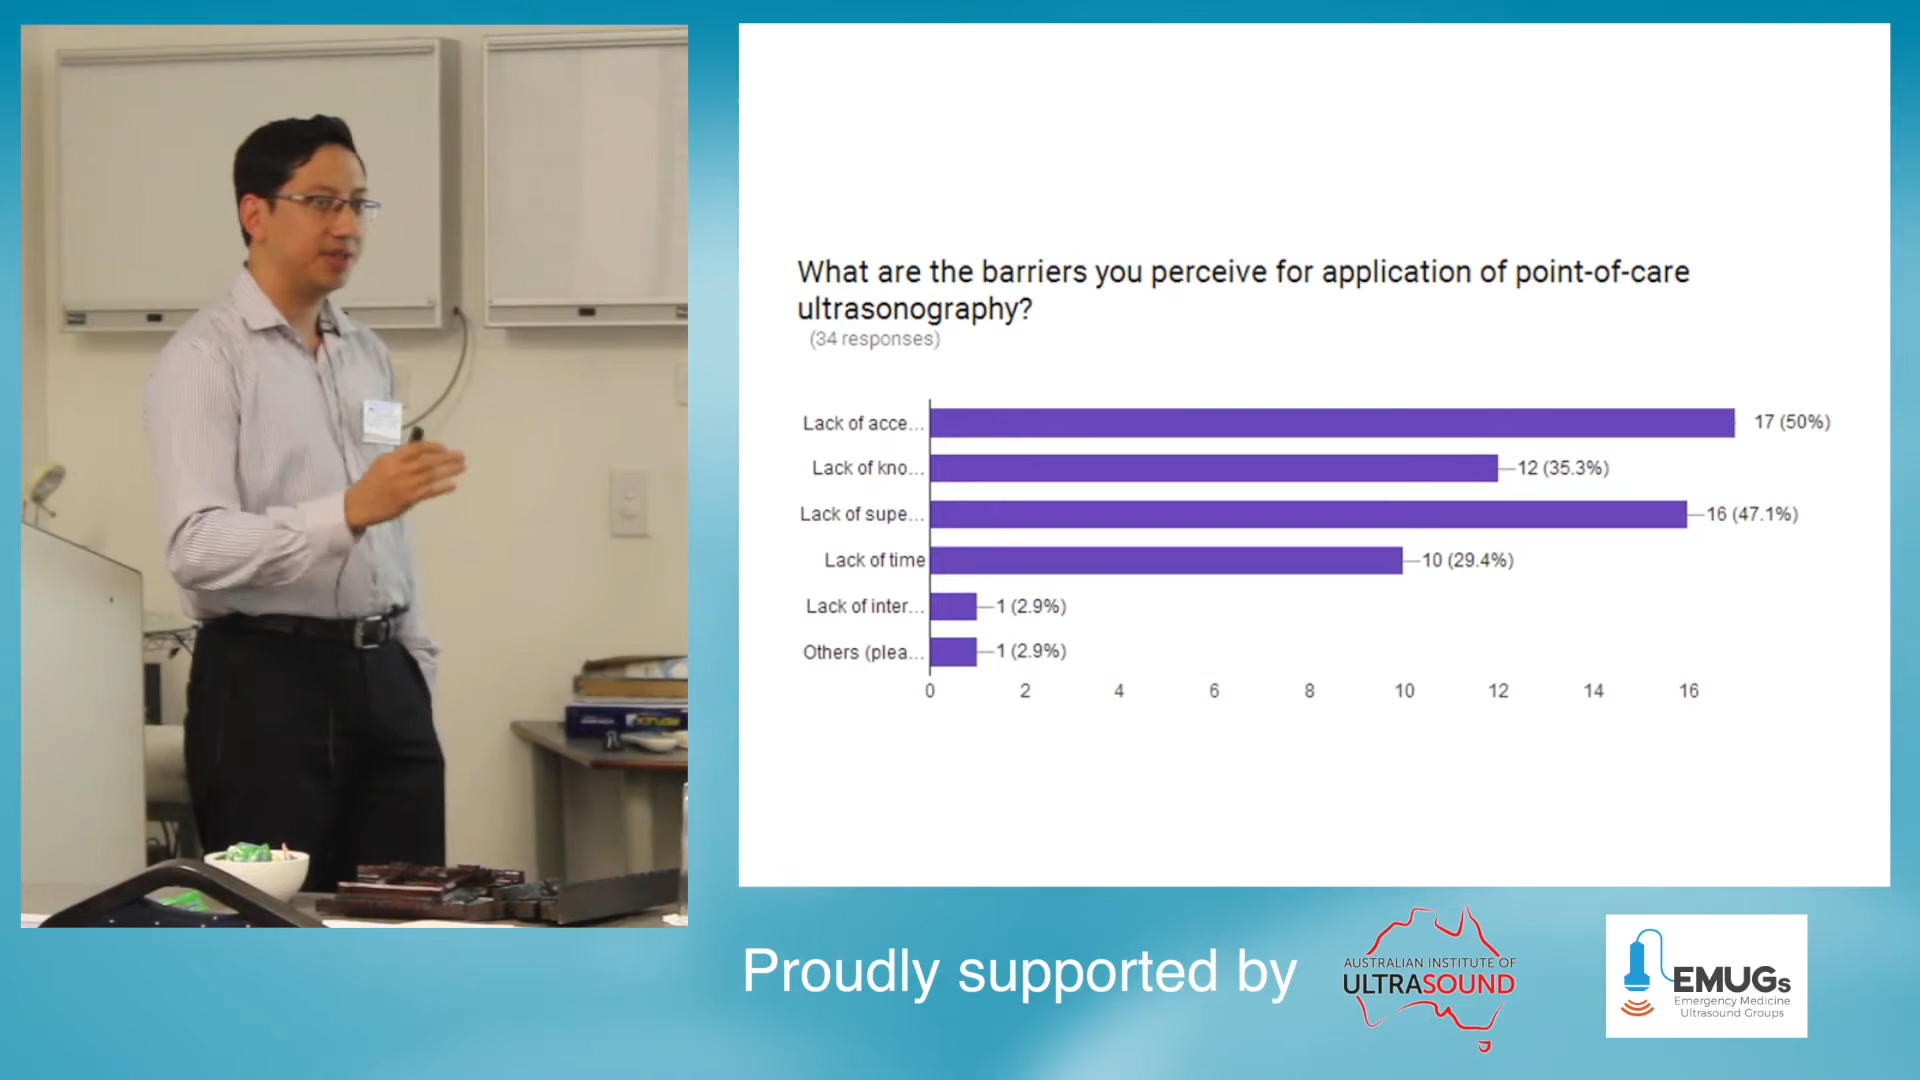 What are the barriers you perceive for application of point-of-care
ultrasonography?
(34 responses)
Lack of acce... 17 (50%)
Lack of kno... 12 (35.3%)
Lack of supe... 16 (47.1%)
Lack of time 10 (29.4%)
Lack of inter... 1 (2.9%)
Others (plea... 1 (2.9%)
0 2 4 6 8 10 12 14 16
Proudly supported by
AUSTRALIAN INSTITUTE OF
ULTRASOUND
EMUGs
Emergency Medicine
Ultrasound Groups